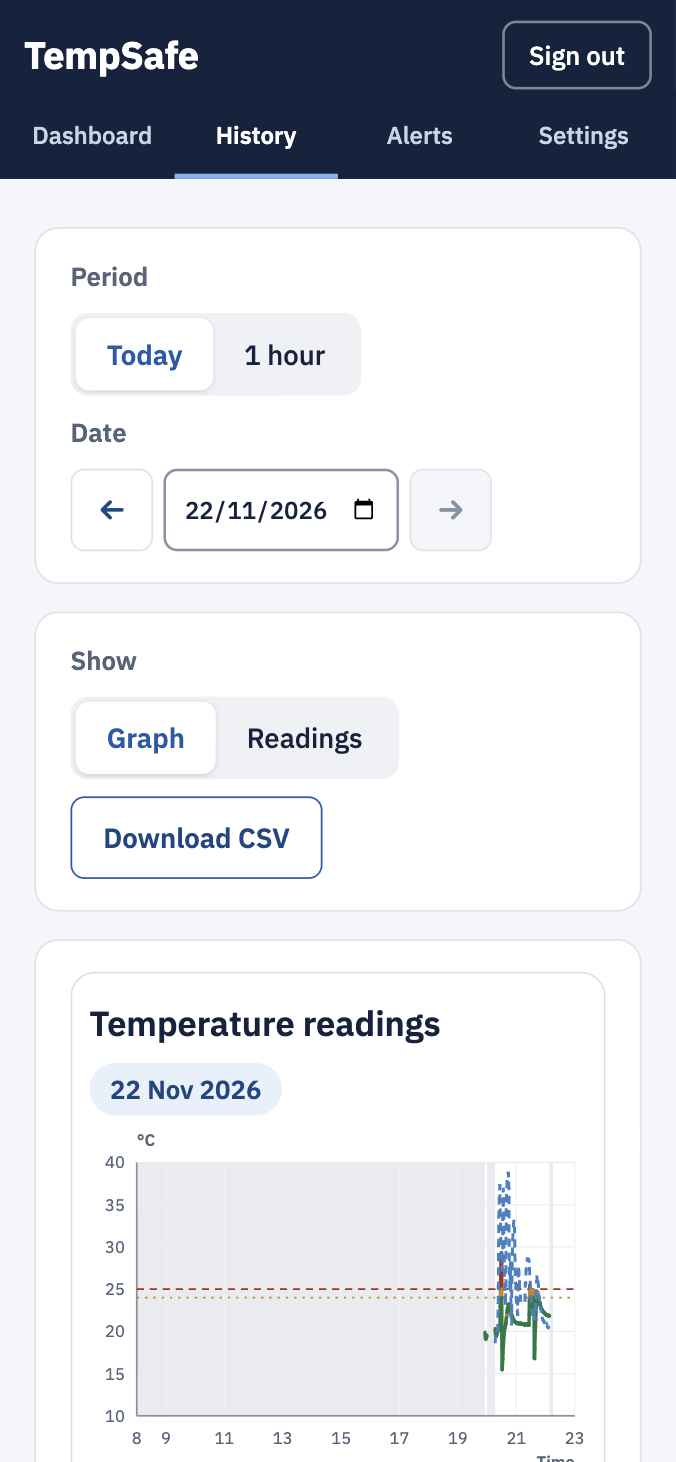 TempSafe
Sign out
Dashboard
History
Alerts
Settings
Period
Today
1 hour
Date
22/11/2026
Show
Graph
Readings
Download CSV
Temperature readings
22 Nov 2026
°C
40
35
30
25
20
15
10
8 9 11 13 15 17 19 21 23
Time